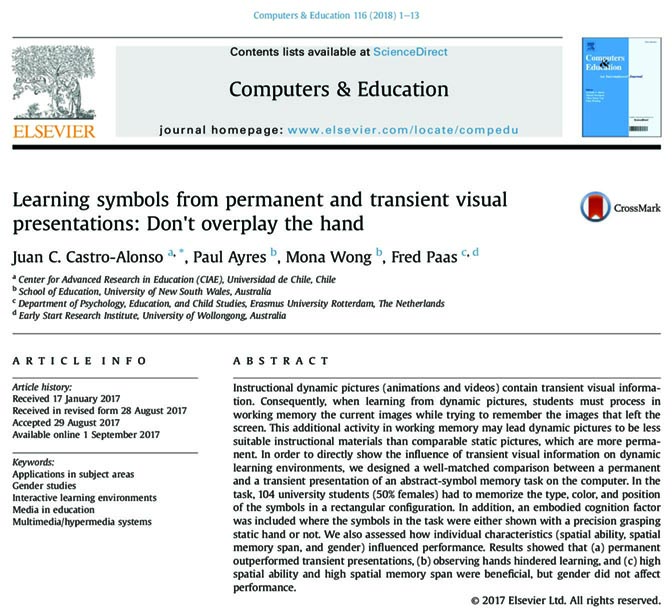 Computers & Education 116 (2018) 1–13
Contents lists available at ScienceDirect
Computers & Education
journal homepage: www.elsevier.com/locate/compedu
ELSEVIER
Computers
&
Education
Learning symbols from permanent and transient visual
presentations: Don't overplay the hand
CrossMark
Juan C. Castro-Alonso a, *, Paul Ayres b, Mona Wong b, Fred Paas c, d
a Center for Advanced Research in Education (CIAE), Universidad de Chile, Chile
b School of Education, University of New South Wales, Australia
c Department of Psychology, Education, and Child Studies, Erasmus University Rotterdam, The Netherlands
d Early Start Research Institute, University of Wollongong, Australia
ARTICLE INFO
Article history:
Received 17 January 2017
Received in revised form 28 August 2017
Accepted 29 August 2017
Available online 1 September 2017
Keywords:
Applications in subject areas
Gender studies
Interactive learning environments
Media in education
Multimedia/hypermedia systems
ABSTRACT
Instructional dynamic pictures (animations and videos) contain transient visual informa-
tion. Consequently, when learning from dynamic pictures, students must process in
working memory the current images while trying to remember the images that left the
screen. This additional activity in working memory may lead dynamic pictures to be less
suitable instructional materials than comparable static pictures, which are more perma-
nent. In order to directly show the influence of transient visual information on dynamic
learning environments, we designed a well-matched comparison between a permanent
and a transient presentation of an abstract-symbol memory task on the computer. In the
task, 104 university students (50% females) had to memorize the type, color, and position
of the symbols in a rectangular configuration. In addition, an embodied cognition factor
was included where the symbols in the task were either shown with a precision grasping
static hand or not. We also assessed how individual characteristics (spatial ability, spatial
memory span, and gender) influenced performance. Results showed that (a) permanent
outperformed transient presentations, (b) observing hands hindered learning, and (c) high
spatial ability and high spatial memory span were beneficial, but gender did not affect
performance.
© 2017 Elsevier Ltd. All rights reserved.